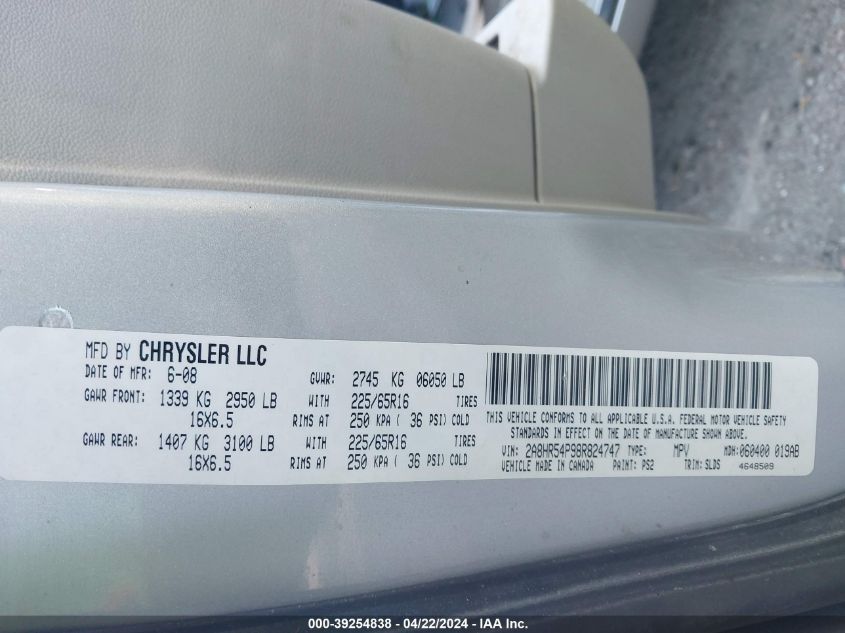 MFD BY CHRYSLER LLC
DATE OF MFR: 6-08 GVWR: 2745 KG 06050 LB
GAWR FRONT: 1339 KG 2950 LB WITH 225/65R16 TIRES
16X6.5 RIMS AT 250 KPA ( 36 PSI) COLD
GAWR REAR: 1407 KG 3100 LB WITH 225/65R16 TIRES
16X6.5 RIMS AT 250 KPA ( 36 PSI) COLD
THIS VEHICLE CONFORMS TO ALL APPLICABLE U.S.A. FEDERAL MOTOR VEHICLE SAFETY
STANDARDS IN EFFECT ON THE DATE OF MANUFACTURE SHOWN ABOVE.
VIN: 2A8HR54P98R824747 TYPE: MPV MDH: 060400 019AB
VEHICLE MADE IN CANADA PAINT: PS2 TRIM: SLDS 4648509
000-39254838 - 04/22/2024 - IAA Inc.